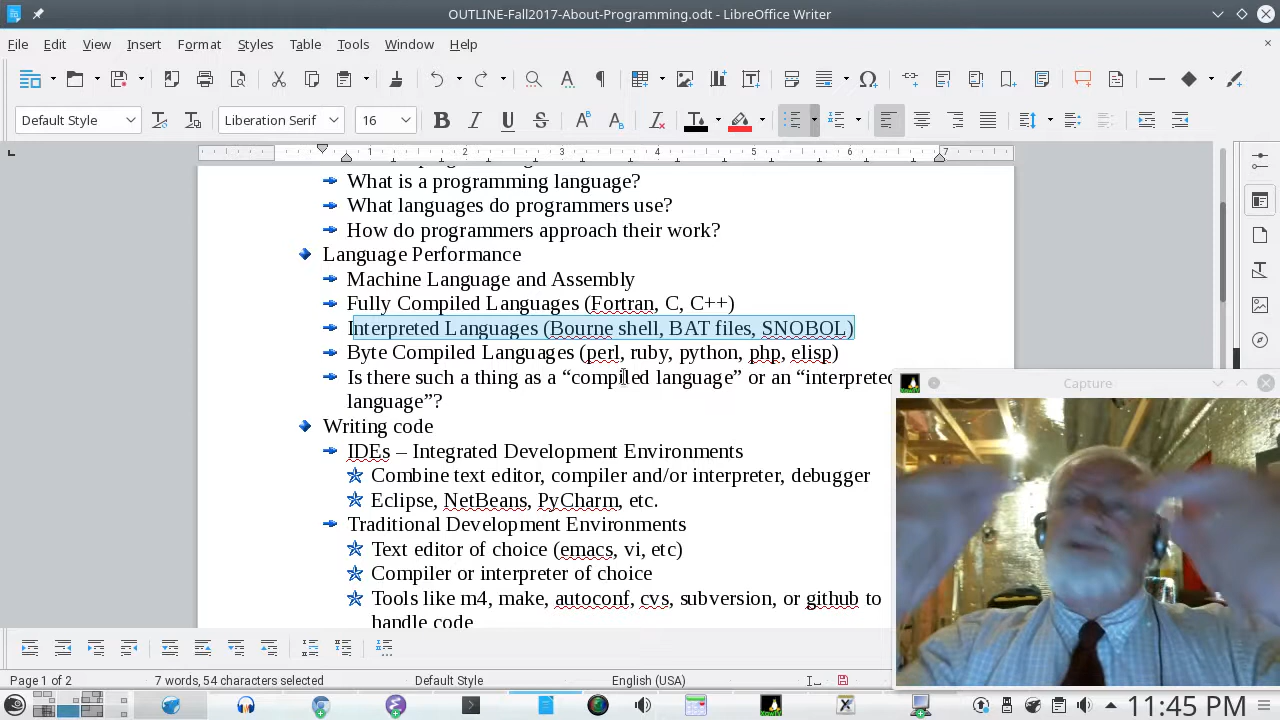 OUTLINE-Fall2017-About-Programming.odt - LibreOffice Writer
File Edit View Insert Format Styles Table Tools Window Help
Default Style Liberation Serif 16
1 2 3 4 5 6 7
What is a programming language?
What languages do programmers use?
How do programmers approach their work?
Language Performance
Machine Language and Assembly
Fully Compiled Languages (Fortran, C, C++)
Interpreted Languages (Bourne shell, BAT files, SNOBOL)
Byte Compiled Languages (perl, ruby, python, php, elisp)
Is there such a thing as a “compiled language” or an “interpreted
language”?
Capture
Writing code
IDEs – Integrated Development Environments
Combine text editor, compiler and/or interpreter, debugger
Eclipse, NetBeans, PyCharm, etc.
Traditional Development Environments
Text editor of choice (emacs, vi, etc)
Compiler or interpreter of choice
Tools like m4, make, autoconf, cvs, subversion, or github to
handle code
Page 1 of 2 7 words, 54 characters selected Default Style English (USA)
11:45 PM